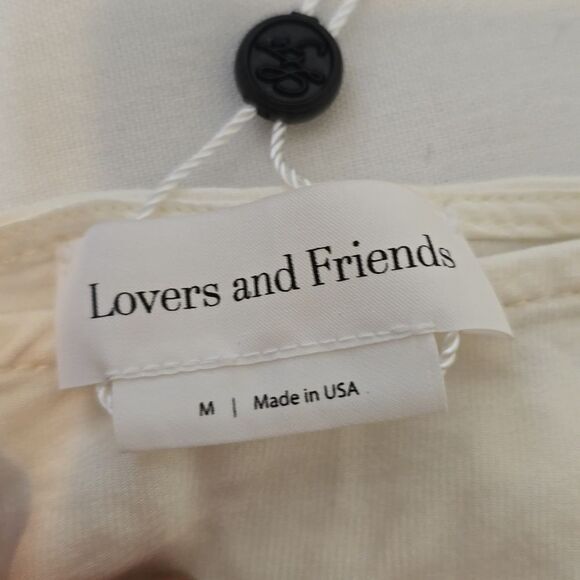 Lovers and Friends
M | Made in USA